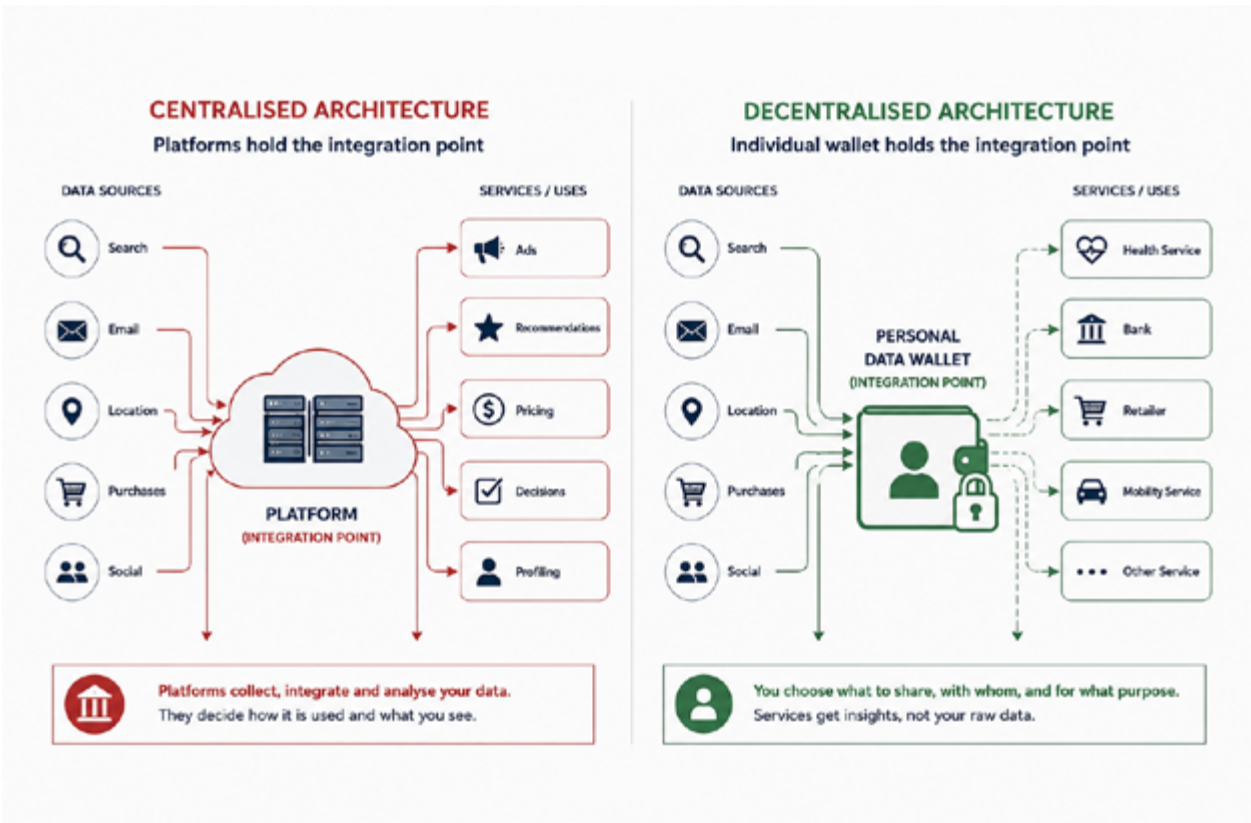 CENTRALISED ARCHITECTURE
Platforms hold the integration point
DATA SOURCES
SERVICES / USES
Search
Email
Location
Purchases
Social
PLATFORM
(INTEGRATION POINT)
Ads
Recommendations
$
Pricing
Decisions
Profiling
Platforms collect, integrate and analyse your data.
They decide how it is used and what you see.
DECENTRALISED ARCHITECTURE
Individual wallet holds the integration point
DATA SOURCES
SERVICES / USES
Search
Email
Location
Purchases
Social
PERSONAL
DATA WALLET
(INTEGRATION POINT)
Health Service
Bank
Retailer
Mobility Service
Other Service
You choose what to share, with whom, and for what purpose.
Services get insights, not your raw data.